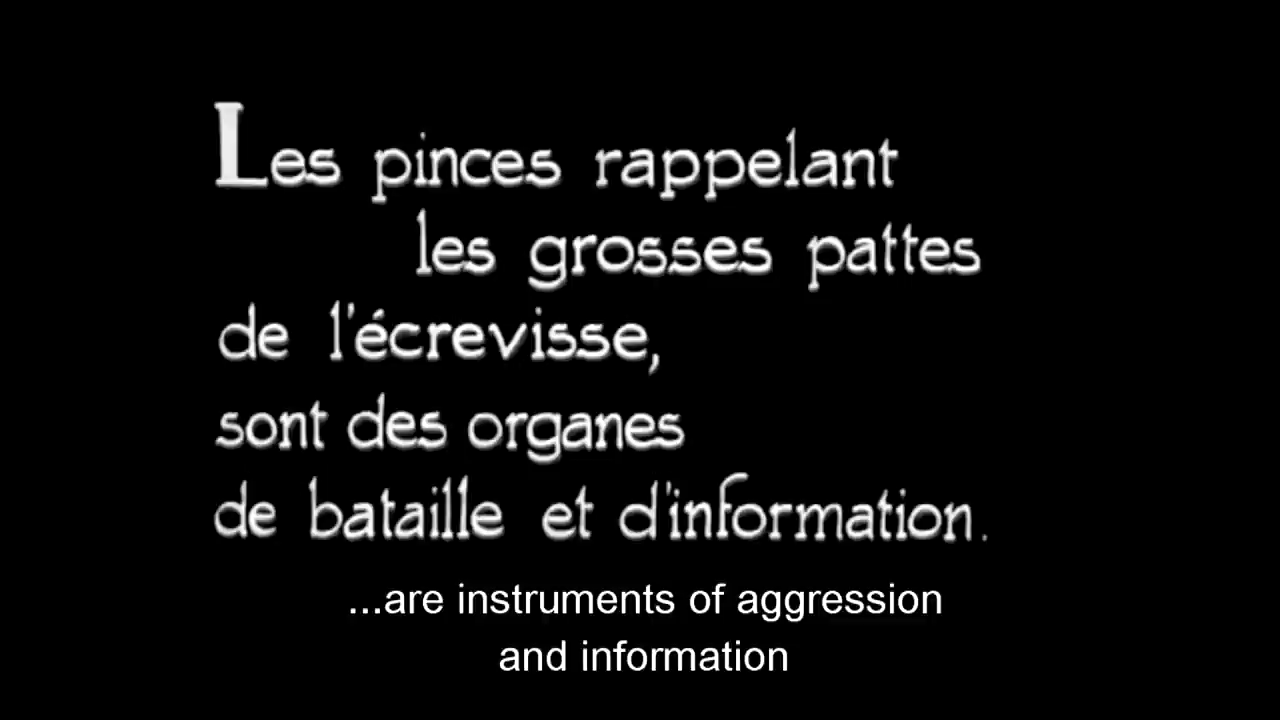 Les pinces rappelant
les grosses pattes
de l'écrevisse,
sont des organes
de bataille et d'information.
...are instruments of aggression
and information